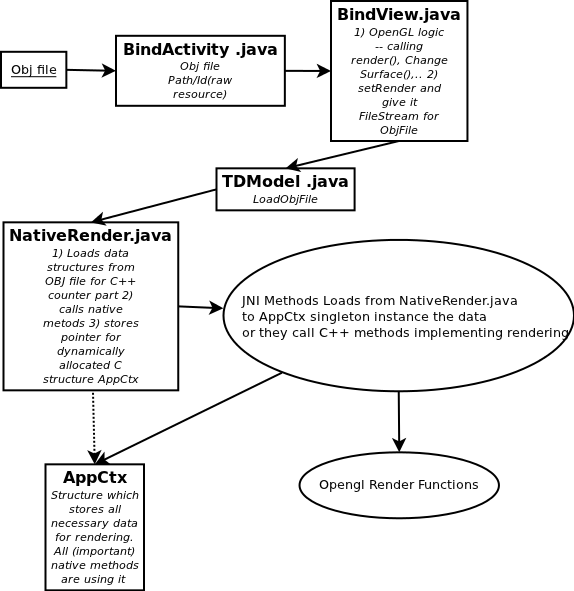 Obj file
BindActivity .java
Obj file
Path/Id(raw
resource)
BindView.java
1) OpenGL logic
-- calling
render(), Change
Surface(),.. 2)
setRender and
give it
FileStream for
ObjFile
TDModel .java
LoadObjFile
NativeRender.java
1) Loads data
structures from
OBJ file for C++
counter part 2)
calls native
metods 3) stores
pointer for
dynamically
allocated C
structure AppCtx
JNI Methods Loads from NativeRender.java
to AppCtx singleton instance the data
or they call C++ methods implementing rendering
AppCtx
Structure which
stores all
necessary data
for rendering.
All (important)
native methods
are using it
Opengl Render Functions